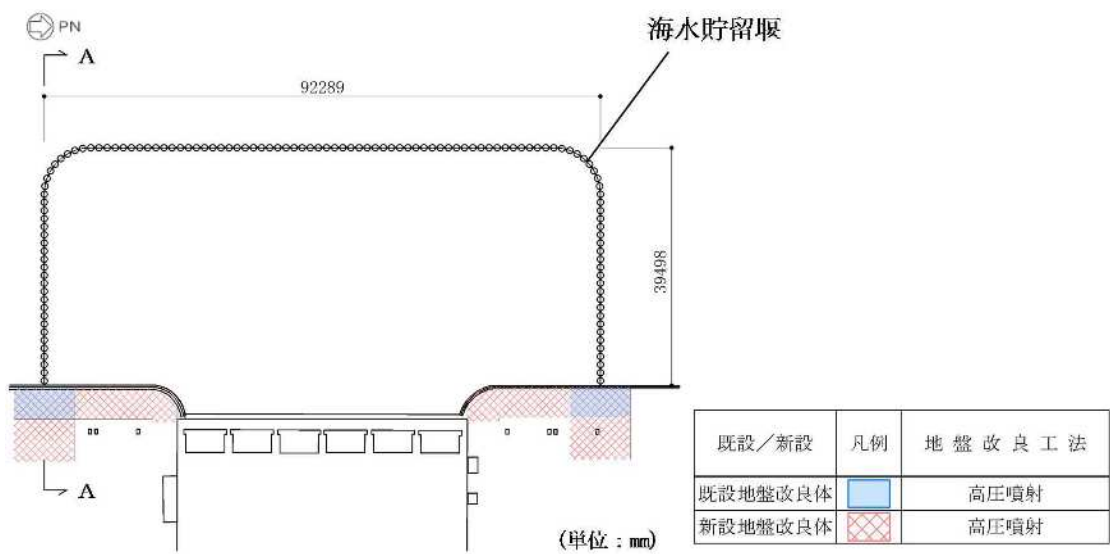 PN
海水貯留堰
A
92289
39498
A
既設／新設 凡例 地盤改良工法
既設地盤改良体 高圧噴射
新設地盤改良体 高圧噴射
(単位：mm)